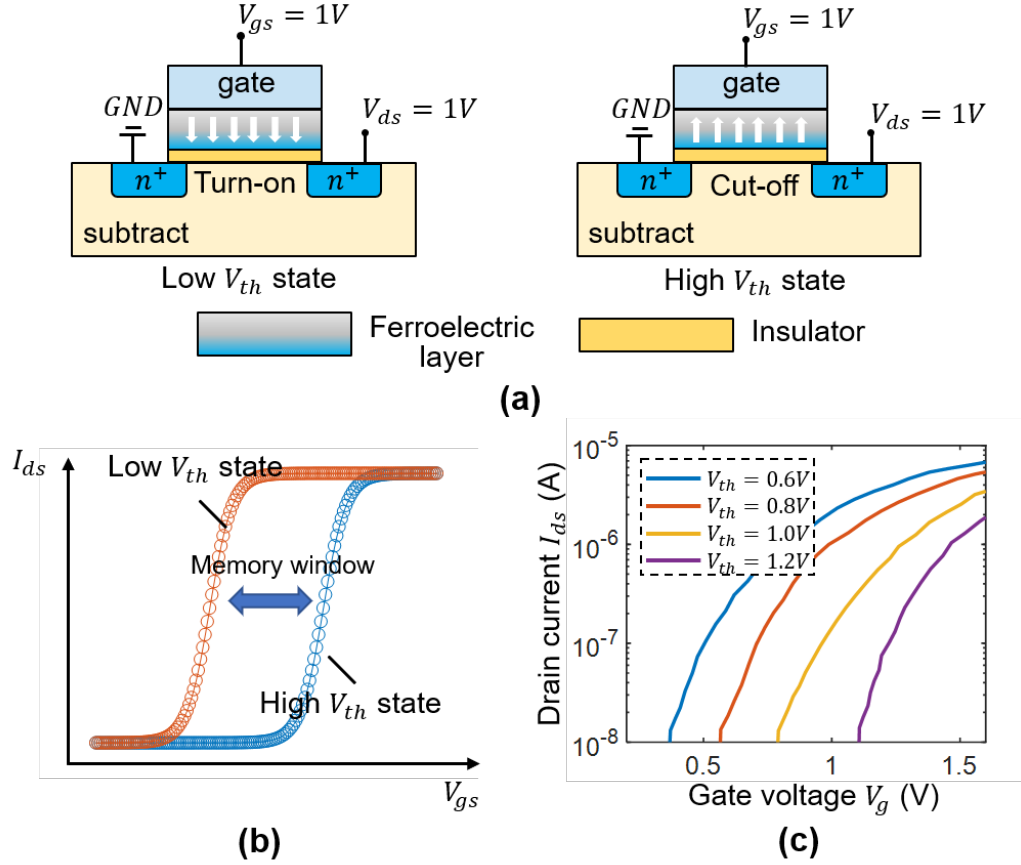 V_gs = 1V
gate
GND
V_ds = 1V
n+
Turn-on
n+
subtract
Low V_th state
V_gs = 1V
gate
GND
V_ds = 1V
n+
Cut-off
n+
subtract
High V_th state
Ferroelectric
layer
Insulator
(a)
I_ds
Low V_th state
Memory window
High V_th state
V_gs
(b)
Drain current I_ds (A)
10^-5
10^-6
10^-7
10^-8
V_th = 0.6V
V_th = 0.8V
V_th = 1.0V
V_th = 1.2V
0.5
1
1.5
Gate voltage V_g (V)
(c)